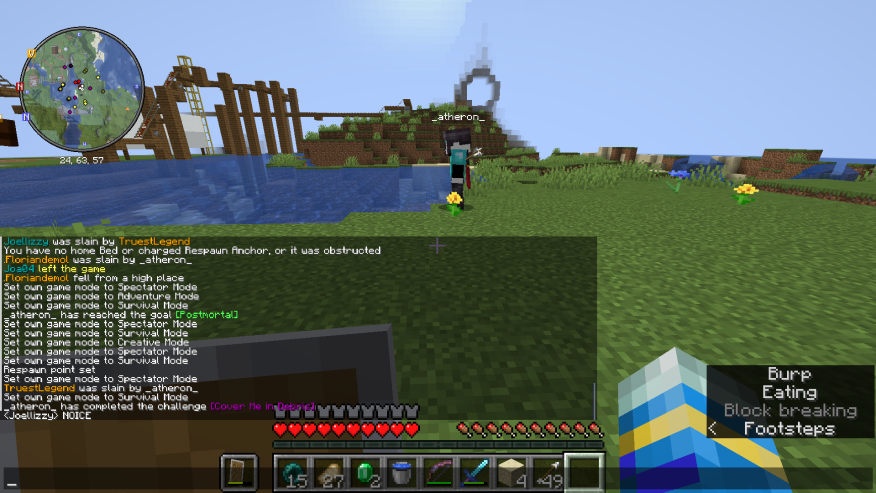 24, 63, 57
_atheron_
Joellizzy was slain by TruestLegend
You have no home Bed or charged Respawn Anchor, or it was obstructed
.Floriandemol was slain by _atheron_
Joa04 left the game
.Floriandemol fell from a high place
Set own game mode to Spectator Mode
Set own game mode to Adventure Mode
Set own game mode to Survival Mode
_atheron_ has reached the goal [Postmortal]
Set own game mode to Spectator Mode
Set own game mode to Survival Mode
Set own game mode to Creative Mode
Set own game mode to Spectator Mode
Set own game mode to Survival Mode
Respawn point set
Set own game mode to Spectator Mode
TruestLegend was slain by _atheron_
Set own game mode to Survival Mode
_atheron_ has completed the challenge [Cover Me in Debris]
<Joellizzy> NOICE
Burp
Eating
Block breaking
< Footsteps
15 27 2 4 49
_